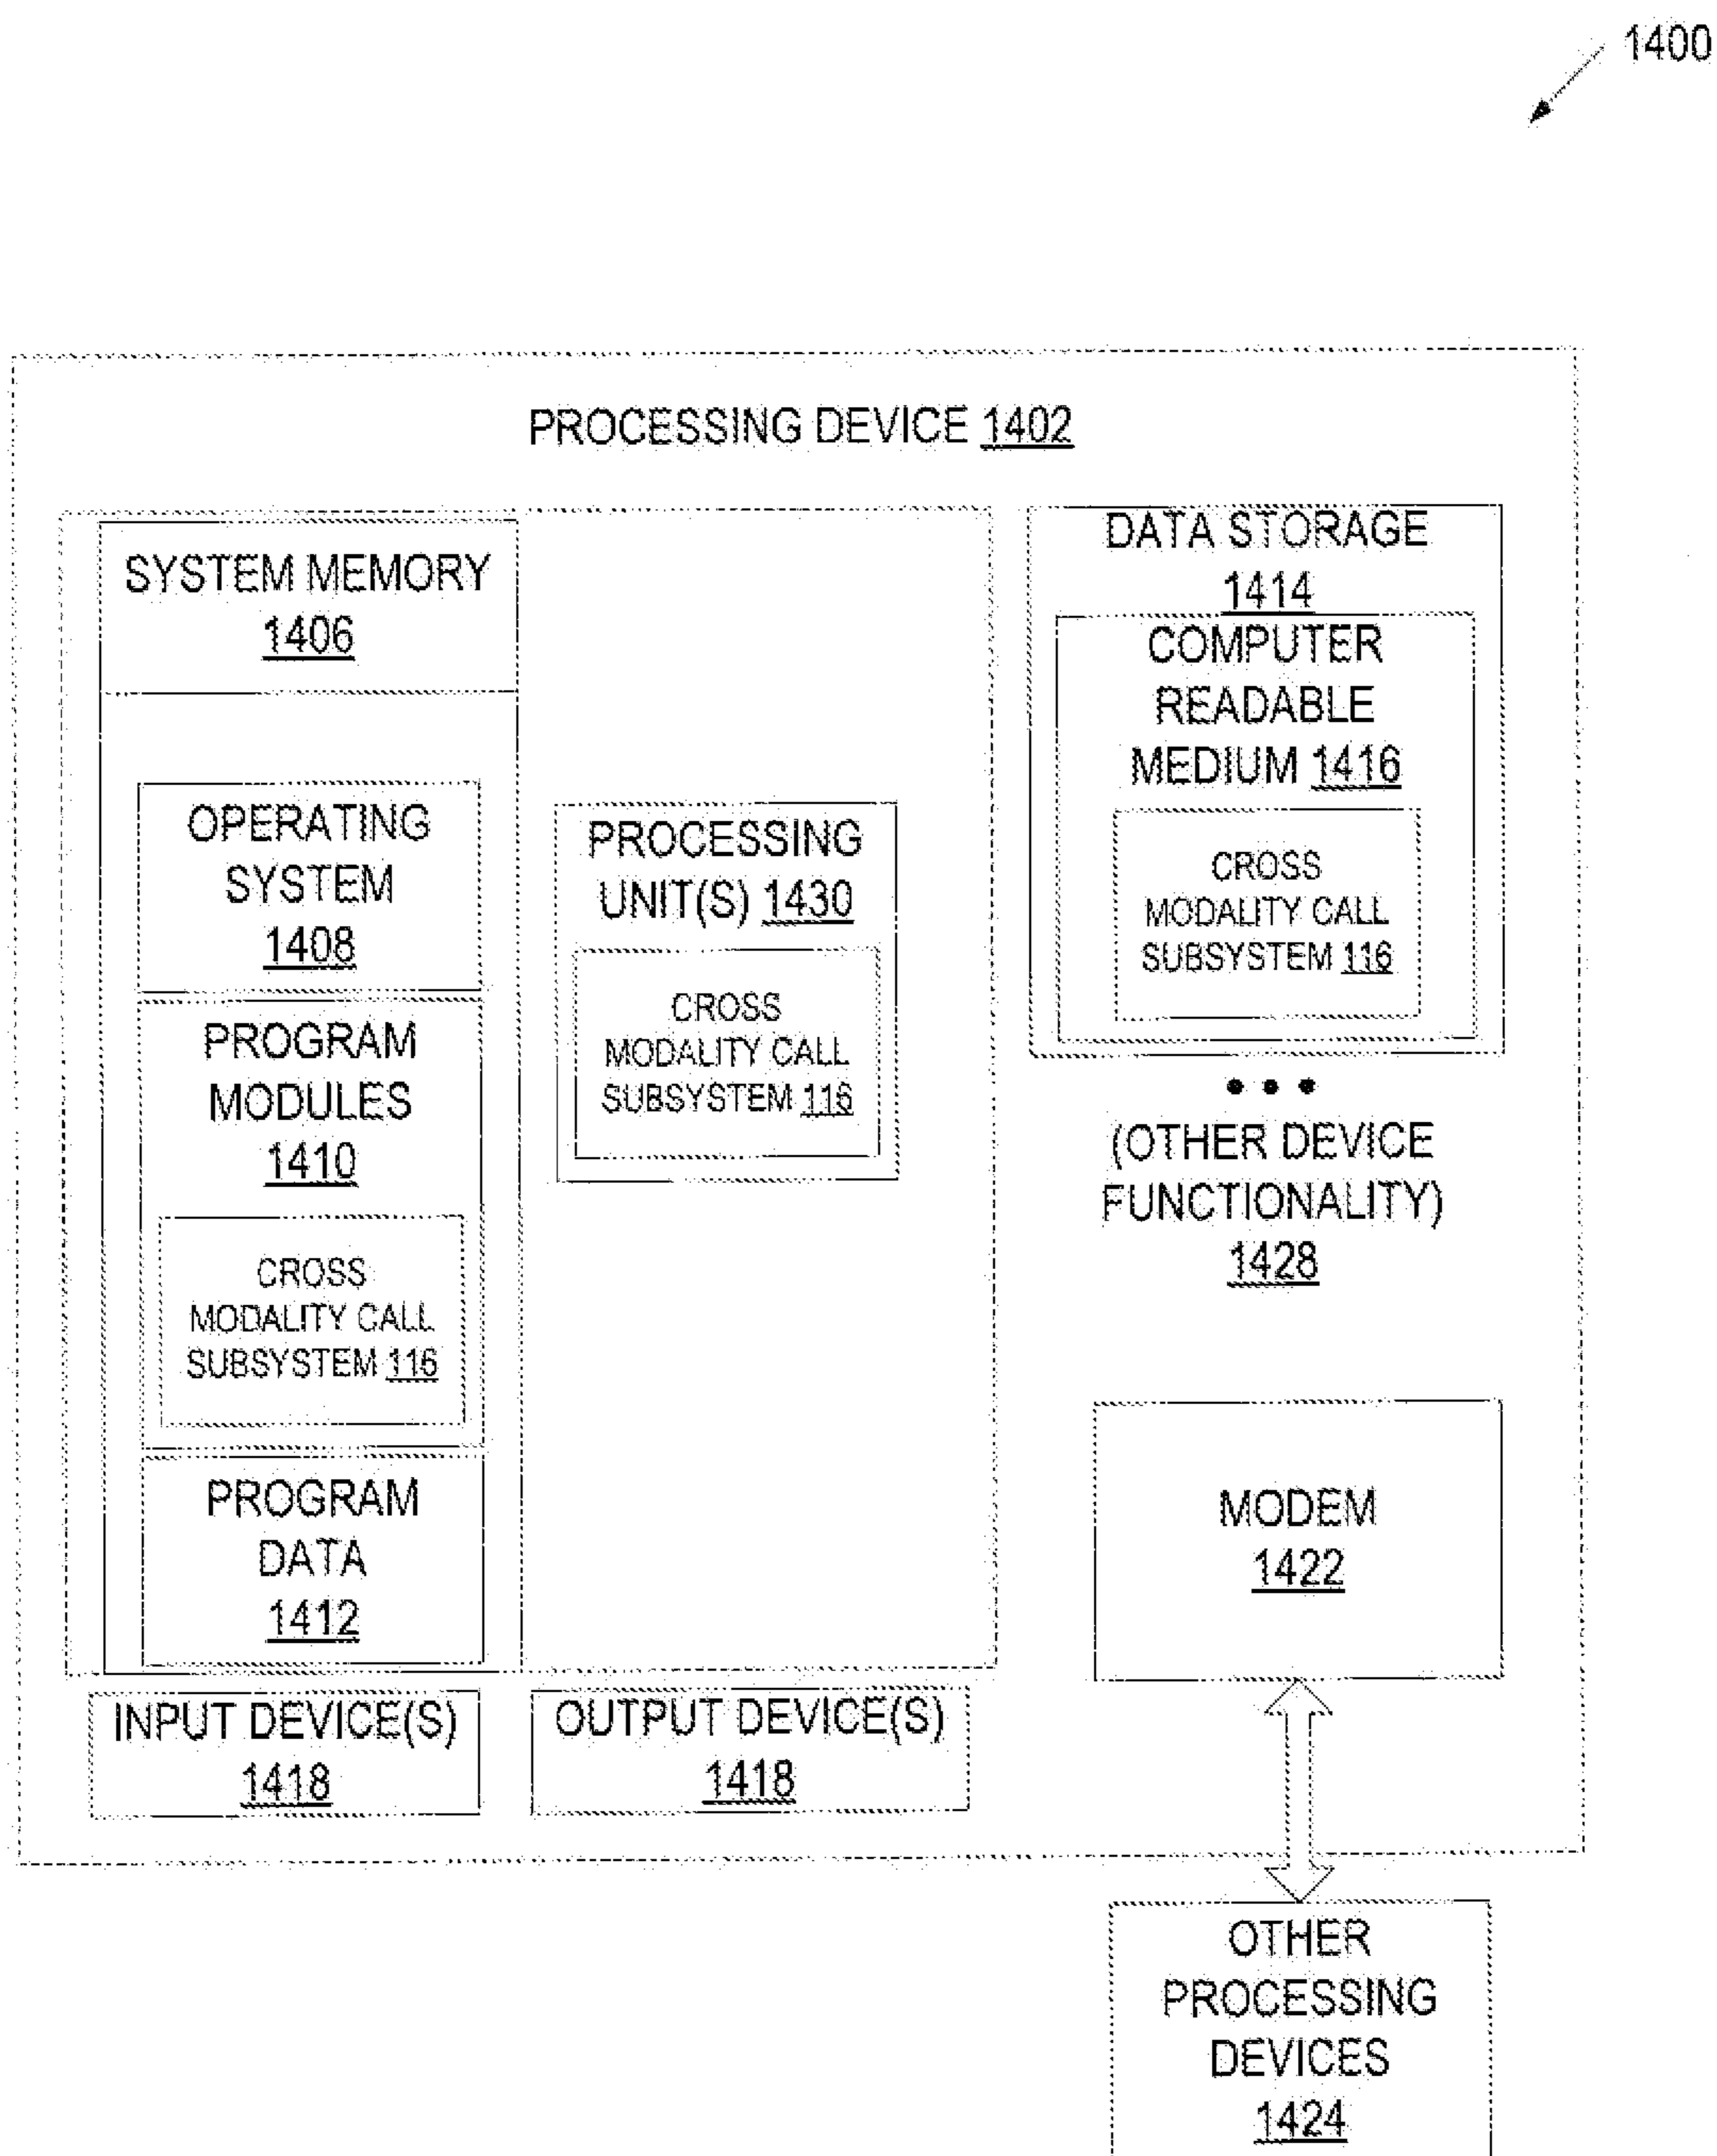 1400
PROCESSING DEVICE 1402
SYSTEM MEMORY
1406
OPERATING
SYSTEM
1408
PROGRAM
MODULES
1410
CROSS
MODALITY CALL
SUBSYSTEM 116
PROGRAM
DATA
1412
PROCESSING
UNIT(S) 1430
CROSS
MODALITY CALL
SUBSYSTEM 116
DATA STORAGE
1414
COMPUTER
READABLE
MEDIUM 1416
CROSS
MODALITY CALL
SUBSYSTEM 116
(OTHER DEVICE
FUNCTIONALITY)
1428
MODEM
1422
INPUT DEVICE(S)
1418
OUTPUT DEVICE(S)
1418
OTHER
PROCESSING
DEVICES
1424